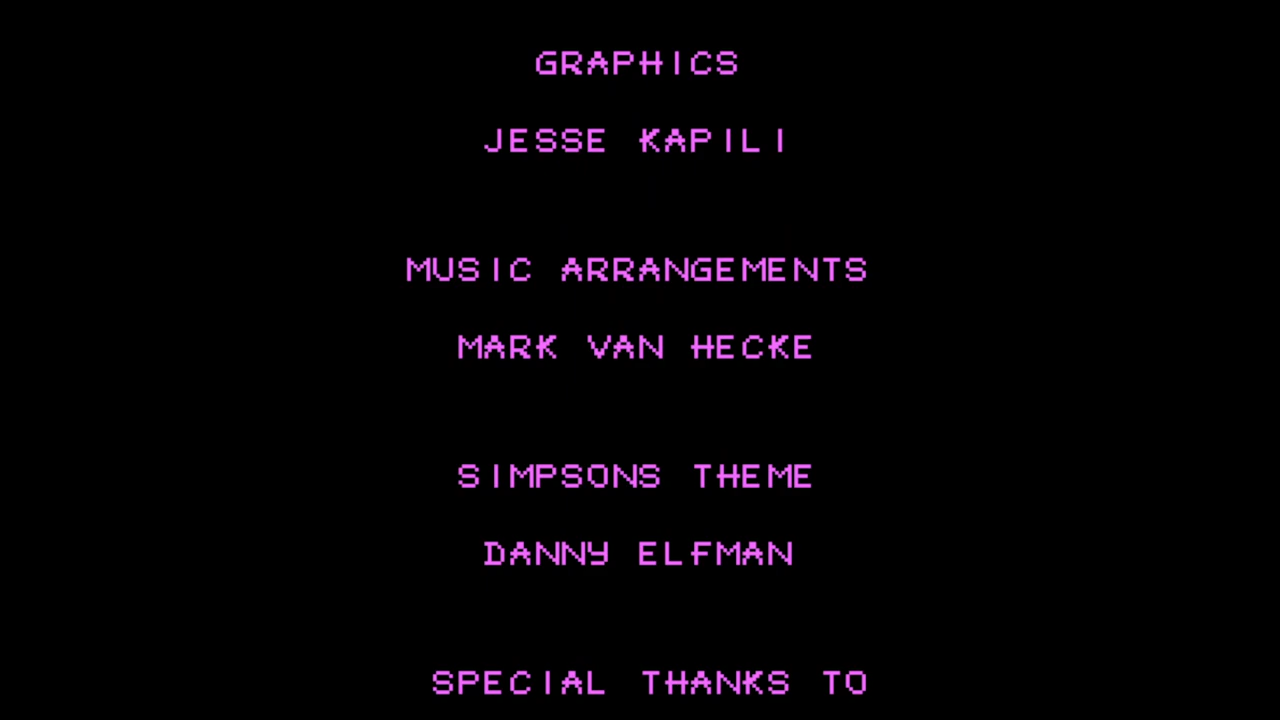 GRAPHICS
JESSE KAPILI
MUSIC ARRANGEMENTS
MARK VAN HECKE
SIMPSONS THEME
DANNY ELFMAN
SPECIAL THANKS TO